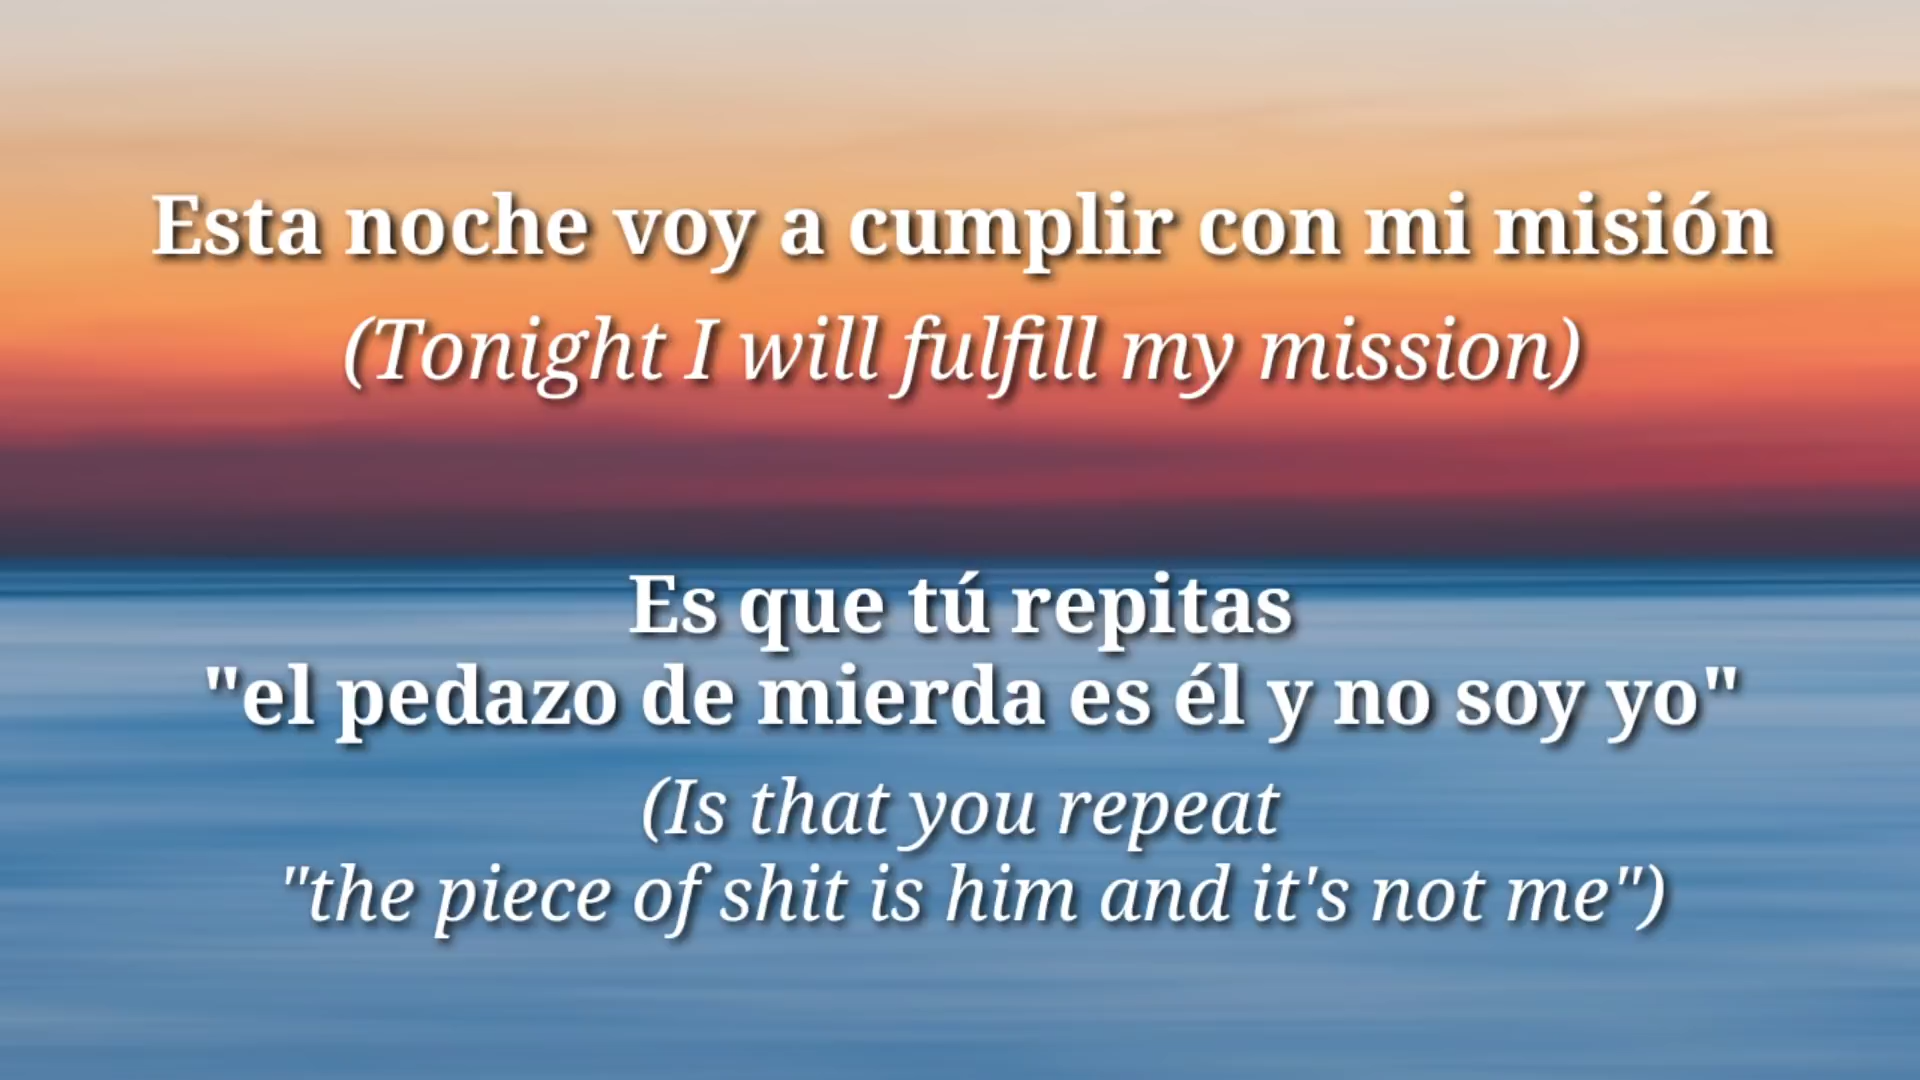 Esta noche voy a cumplir con mi misión
(Tonight I will fulfill my mission)
Es que tú repitas
"el pedazo de mierda es él y no soy yo"
(Is that you repeat
"the piece of shit is him and it's not me")